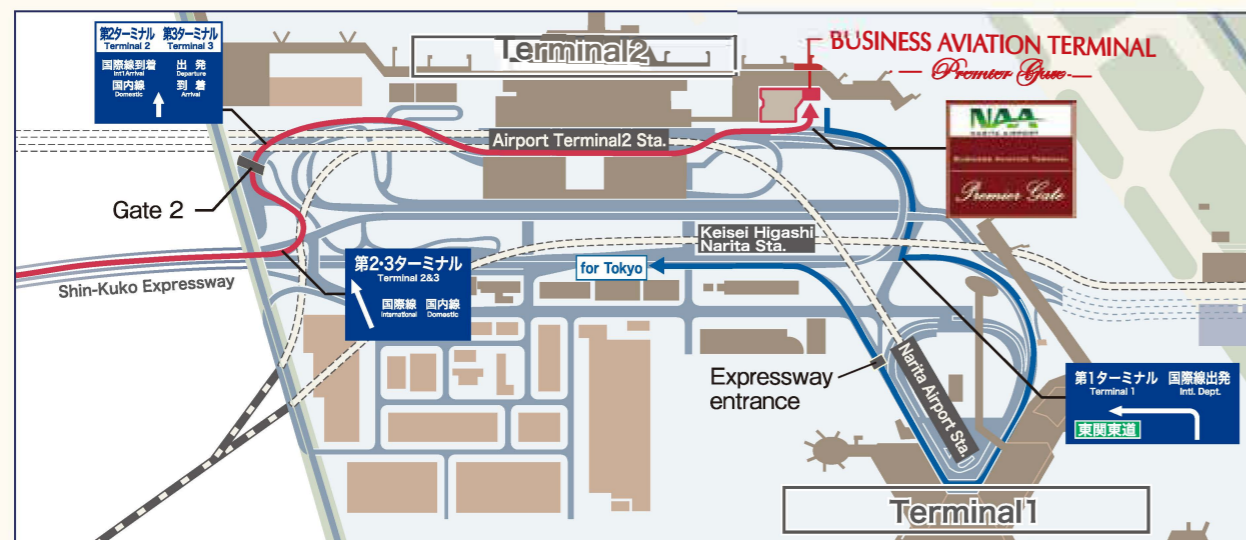 第2ターミナル 第3ターミナル
Terminal 2 Terminal 3
国際線到着 出発
Int'l Arrival Departure
国内線 到着
Domestic Arrival
Terminal2
BUSINESS AVIATION TERMINAL
Premier Gate
NAA
NARITA AIRPORT
BUSINESS AVIATION TERMINAL
Premier Gate
Airport Terminal2 Sta.
Gate 2
Keisei Higashi
Narita Sta.
for Tokyo
第2・3ターミナル
Terminal 2&3
国際線 国内線
International Domestic
Shin-Kuko Expressway
Narita Airport Sta.
Expressway
entrance
第1ターミナル 国際線出発
Terminal 1 Intl. Dept.
東関東道
Terminal1